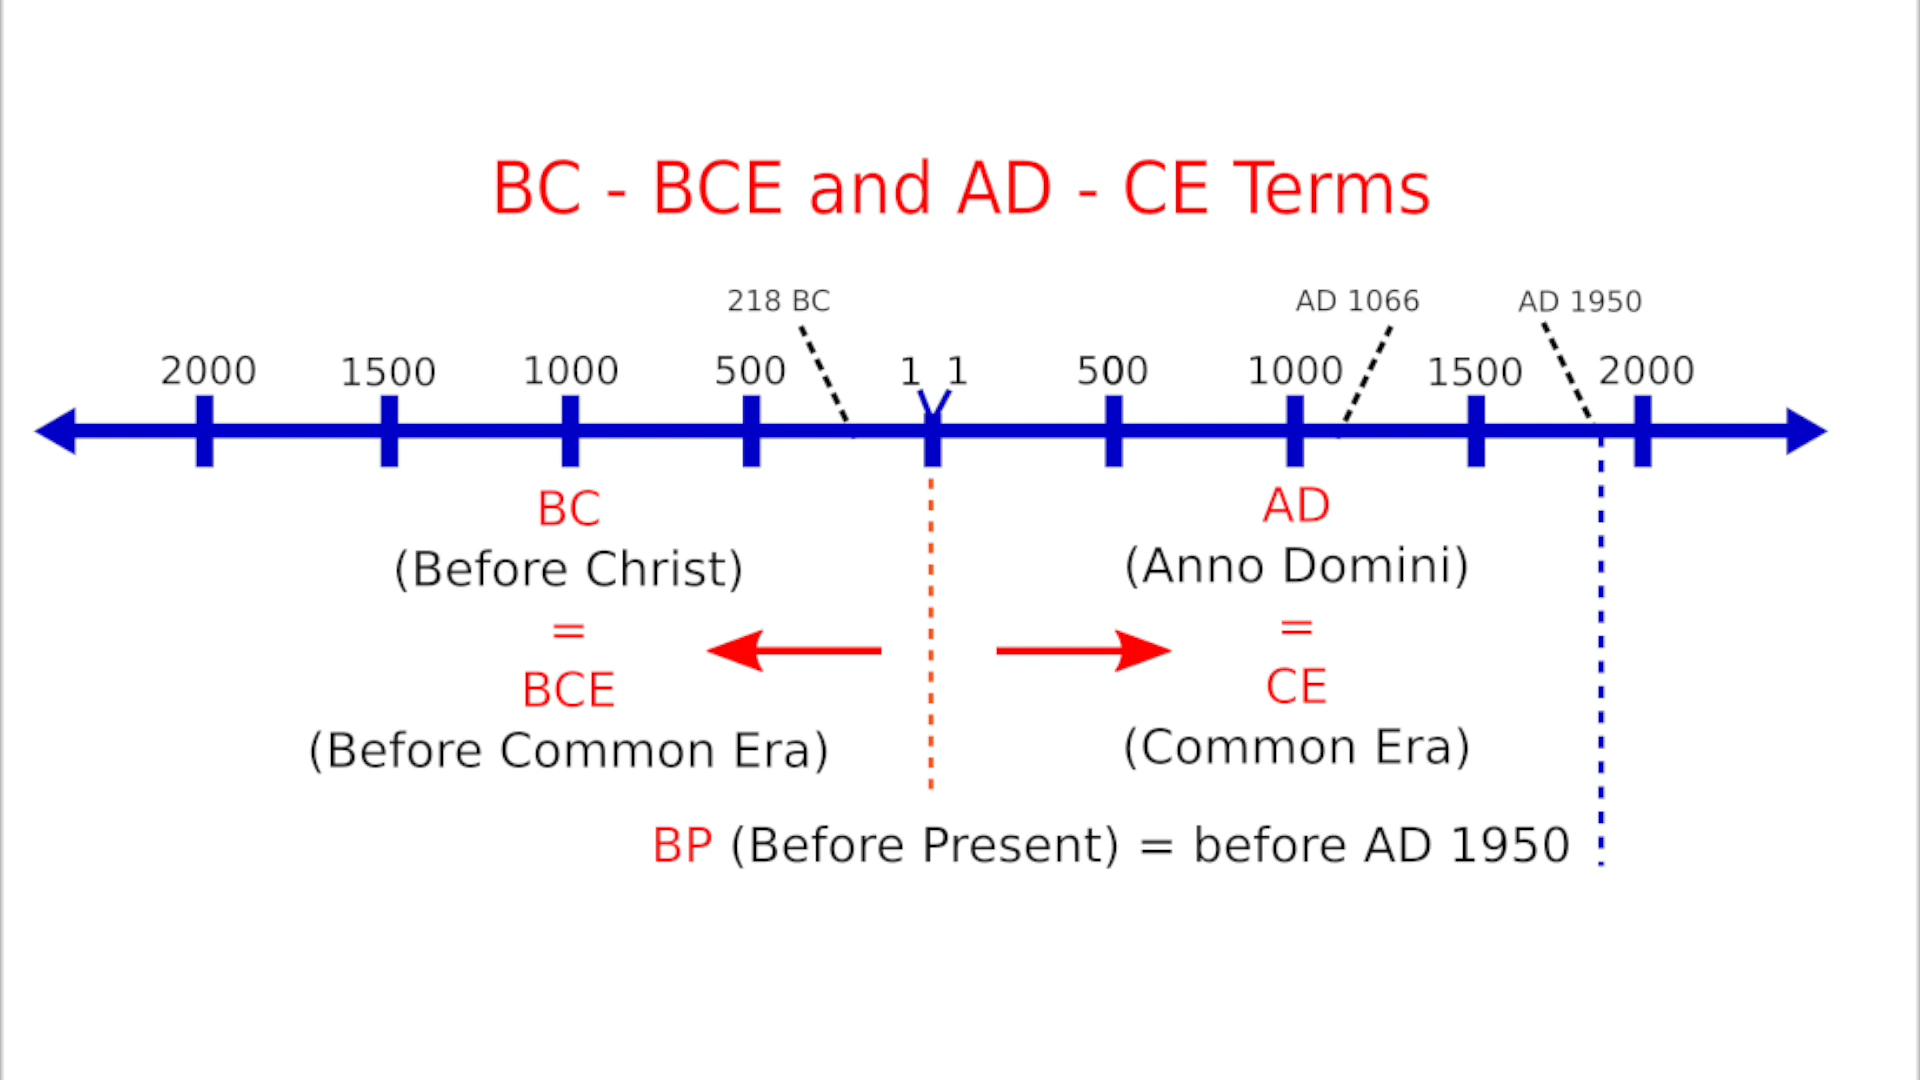 BC - BCE and AD - CE Terms
218 BC AD 1066 AD 1950
2000 1500 1000 500 1 1 500 1000 1500 2000
BC
(Before Christ)
=
BCE
(Before Common Era)
AD
(Anno Domini)
=
CE
(Common Era)
BP (Before Present) = before AD 1950